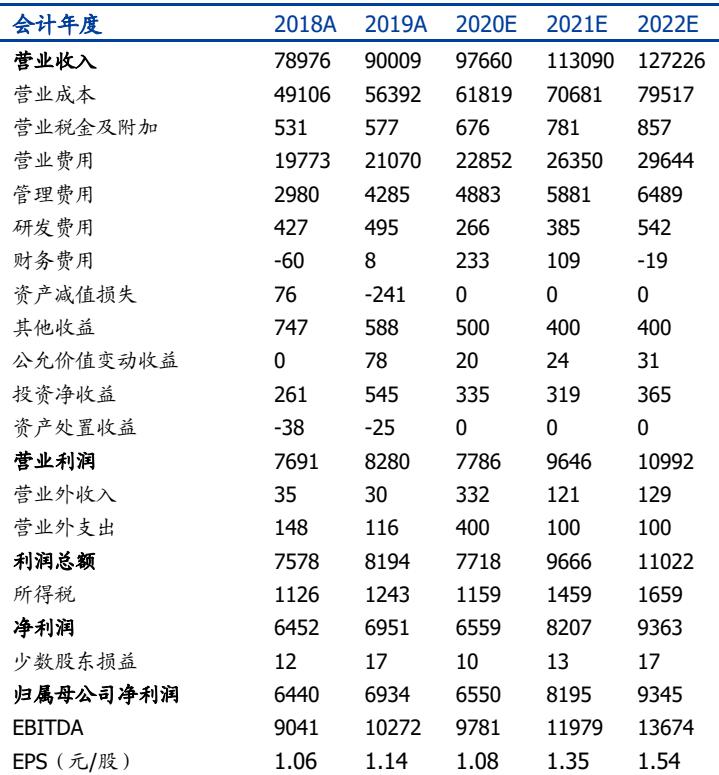 会计年度 2018A 2019A 2020E 2021E 2022E
营业收入 78976 90009 97660 113090 127226
营业成本 49106 56392 61819 70681 79517
营业税金及附加 531 577 676 781 857
营业费用 19773 21070 22852 26350 29644
管理费用 2980 4285 4883 5881 6489
研发费用 427 495 266 385 542
财务费用 -60 8 233 109 -19
资产减值损失 76 -241 0 0 0
其他收益 747 588 500 400 400
公允价值变动收益 0 78 20 24 31
投资净收益 261 545 335 319 365
资产处置收益 -38 -25 0 0 0
营业利润 7691 8280 7786 9646 10992
营业外收入 35 30 332 121 129
营业外支出 148 116 400 100 100
利润总额 7578 8194 7718 9666 11022
所得税 1126 1243 1159 1459 1659
净利润 6452 6951 6559 8207 9363
少数股东损益 12 17 10 13 17
归属母公司净利润 6440 6934 6550 8195 9345
EBITDA 9041 10272 9781 11979 13674
EPS（元/股） 1.06 1.14 1.08 1.35 1.54